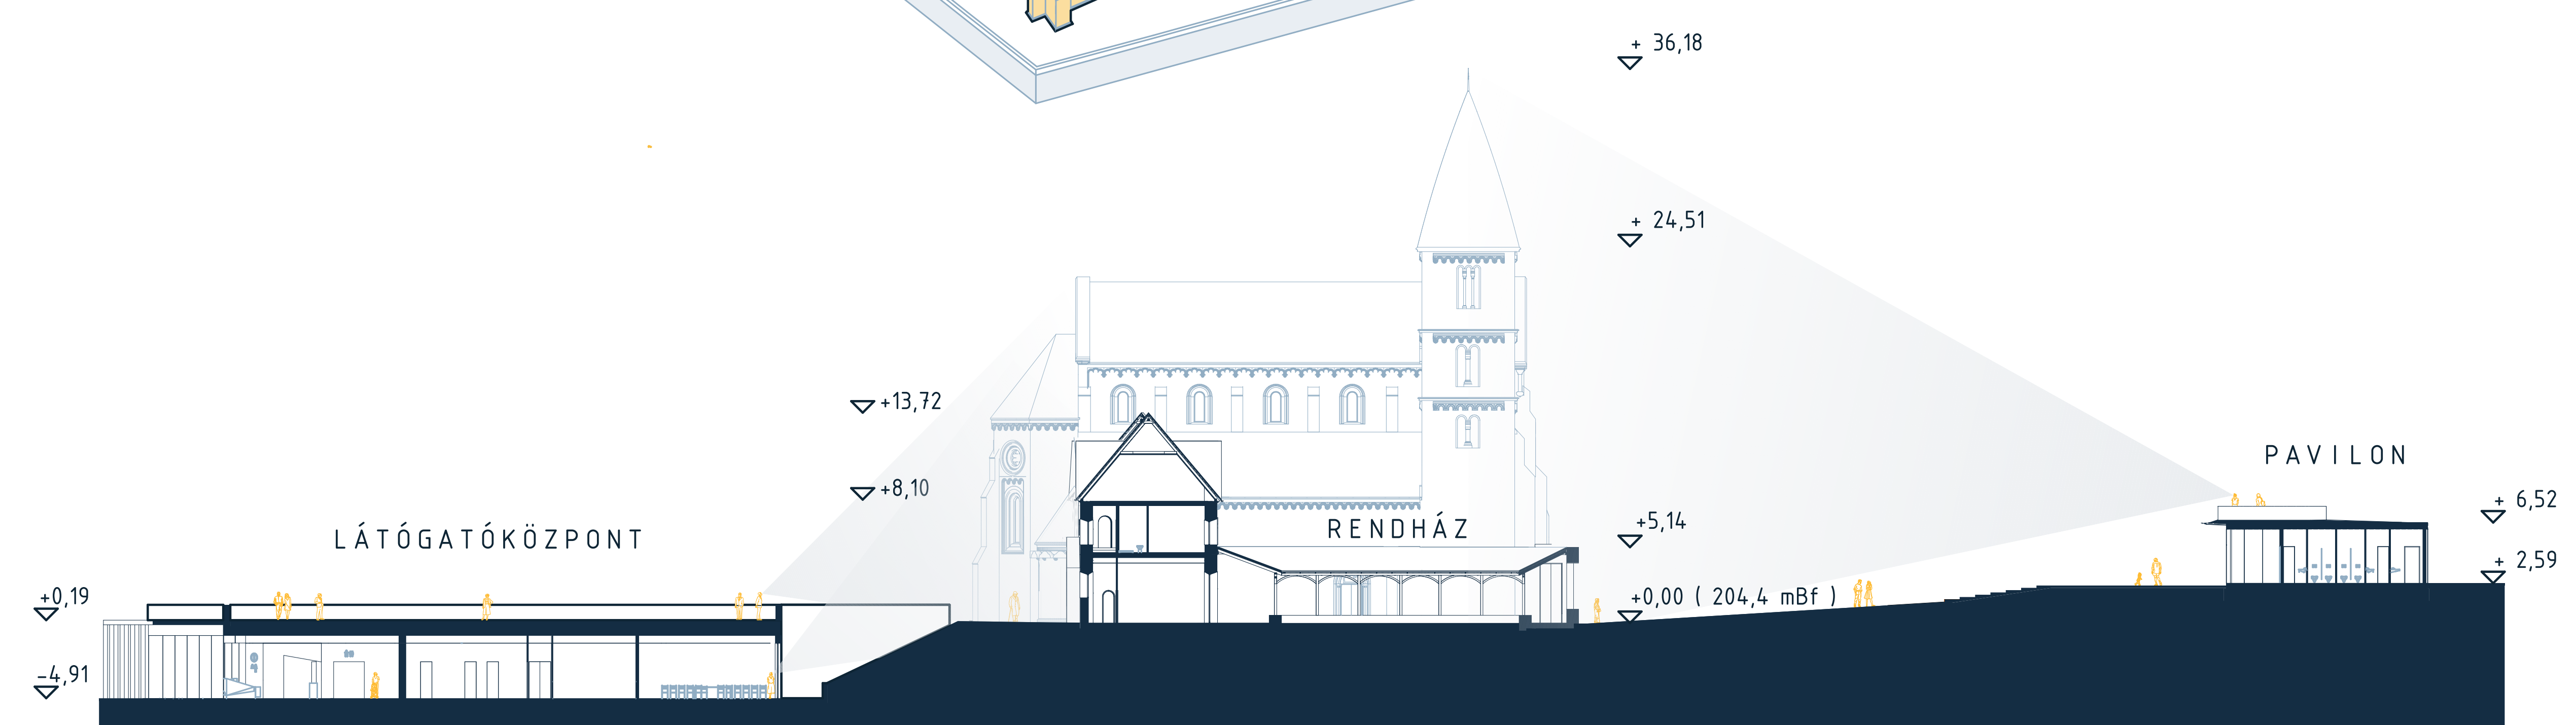 + 36,18
+ 24,51
+13,72
+8,10
PAVILON
+ 6,52
RENDHÁZ
+5,14
LÁTÓGATÓKÖZPONT
+ 2,59
+0,19
+0,00 ( 204,4 mBf )
-4,91